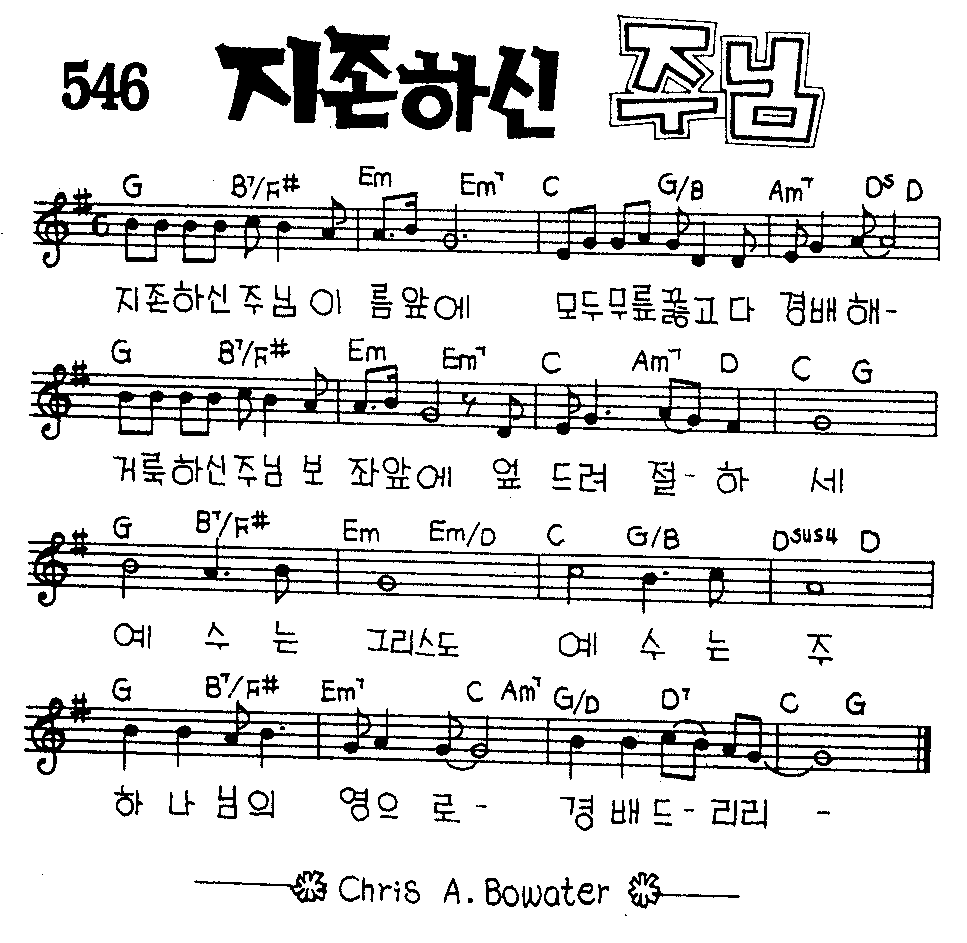 546 지존하신 주님
G B7/F# Em Em7 C G/B Am7 DS D
지존하신주님이 름앞에 모두무릎꿇고다 경배해-
G B7/F# Em Em7 C Am7 D C G
거룩하신주님 보 좌앞에 엎 드려 절-하 세
G B7/F# Em Em/D C G/B Dsus4 D
예 수 는 그리스도 예 수 는 주
G B7/F# Em7 C Am7 G/D D7 C G
하 나 님의 영으 로- 경 배드-리리 -
Chris A. Bowater